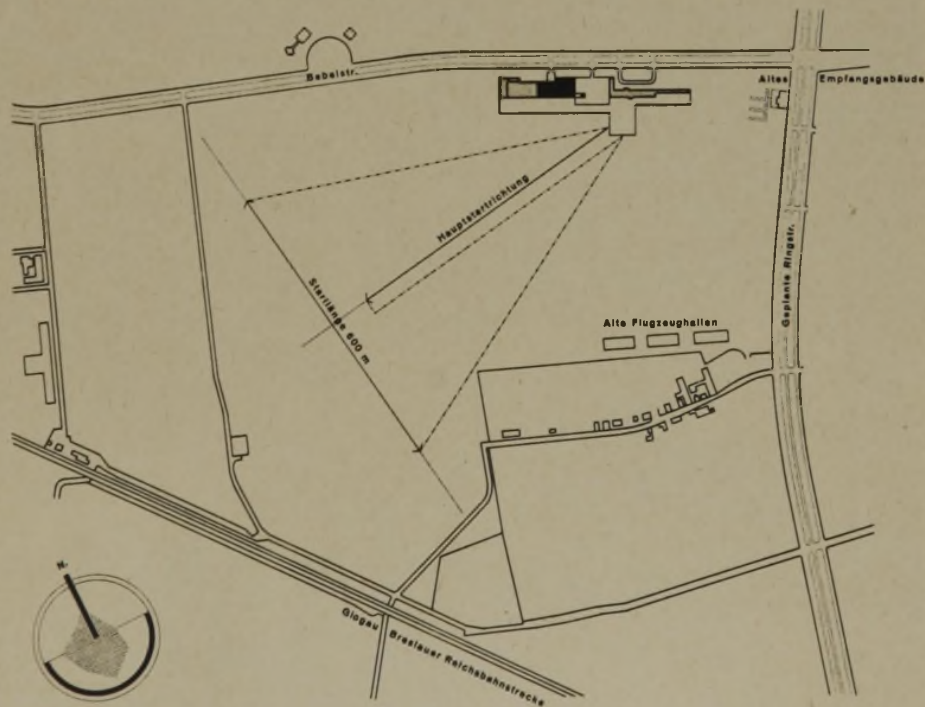 Bebelstr.
Altes Empfangsgebäude
Hauptstartrichtung
Startlänge 600 m
Geplante Ringstr.
Alte Flugzeughallen
N.
Glogau Breslauer Reichsbahnstrecke